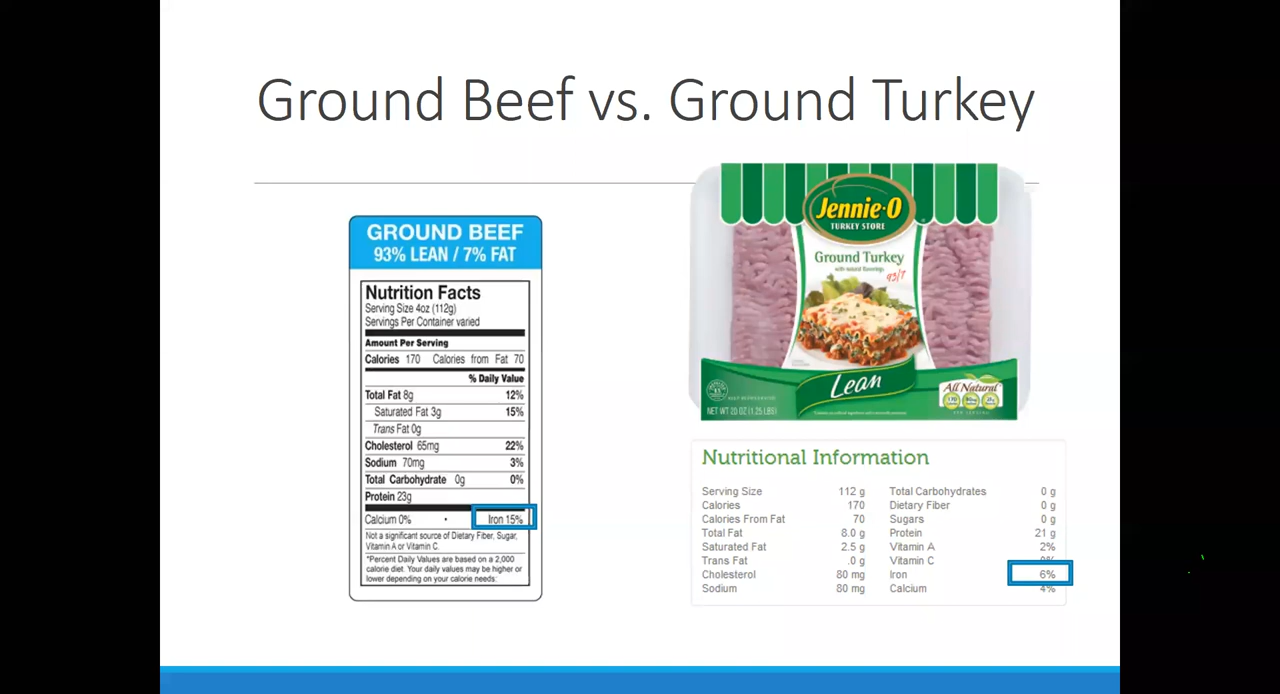 Ground Beef vs. Ground Turkey
GROUND BEEF
93% LEAN / 7% FAT
Nutrition Facts
Serving Size 4oz (112g)
Servings Per Container varied
Amount Per Serving
Calories 170 Calories from Fat 70
% Daily Value
Total Fat 8g 12%
Saturated Fat 3g 15%
Trans Fat 0g
Cholesterol 65mg 22%
Sodium 70mg 3%
Total Carbohydrate 0g 0%
Protein 23g
Calcium 0% • Iron 15%
Not a significant source of Dietary Fiber, Sugar,
Vitamin A or Vitamin C.
*Percent Daily Values are based on a 2,000
calorie diet. Your daily values may be higher or
lower depending on your calorie needs:
Jennie-O
TURKEY STORE
Ground Turkey
with natural flavorings
93/7
Lean
All Natural
NET WT 20 OZ (1.25 LBS)
Nutritional Information
Serving Size 112 g
Calories 170
Calories From Fat 70
Total Fat 8.0 g
Saturated Fat 2.5 g
Trans Fat .0 g
Cholesterol 80 mg
Sodium 80 mg
Total Carbohydrates 0 g
Dietary Fiber 0 g
Sugars 0 g
Protein 21 g
Vitamin A 2%
Vitamin C 0%
Iron 6%
Calcium 4%